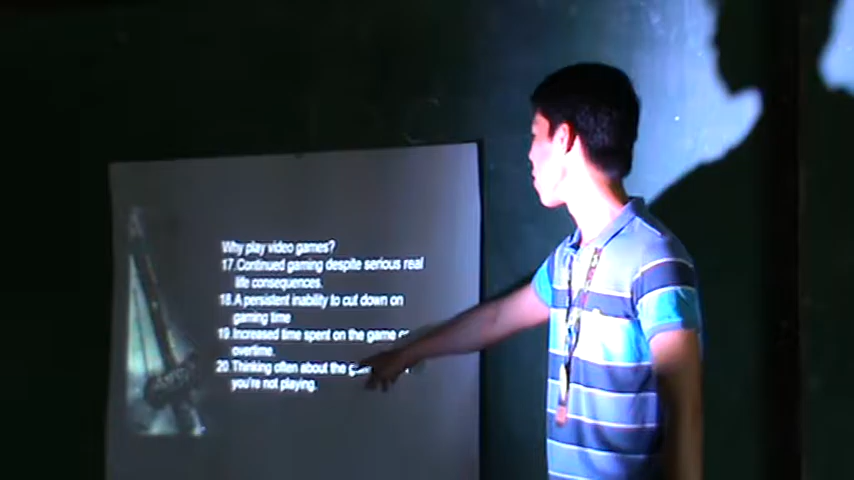 Why play video games?
17.Continued gaming despite serious real
life consequences.
18.A persistent inability to cut down on
gaming time
19.Increased time spent on the game
overtime.
20 Thinking often about the
you're not playing.